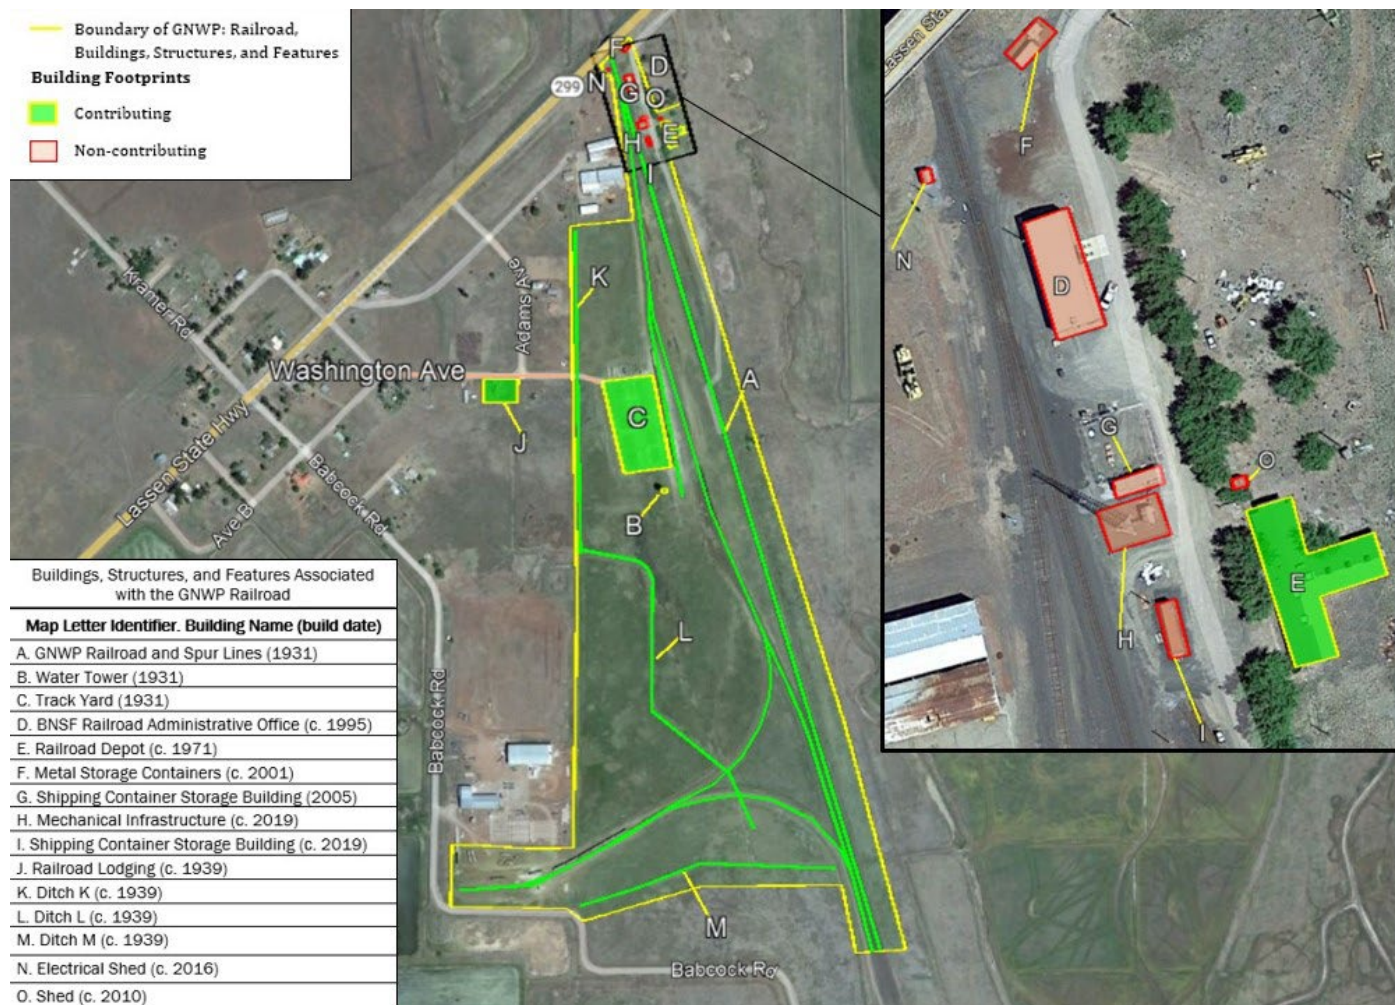 Boundary of GNWP: Railroad,
Buildings, Structures, and Features
Building Footprints
Contributing
Non-contributing
299
F
D
N
G
O
H
E
I
K
A
Kramer Rd
Adams Ave
Washington Ave
C
J
Lassen State Hwy
Babcock Rd
Ave B
B
L
Babcock Rd
M
Babcock Rd
Lassen Sta
F
N
D
G
O
E
H
I
Buildings, Structures, and Features Associated
with the GNWP Railroad
Map Letter Identifier. Building Name (build date)
A. GNWP Railroad and Spur Lines (1931)
B. Water Tower (1931)
C. Track Yard (1931)
D. BNSF Railroad Administrative Office (c. 1995)
E. Railroad Depot (c. 1971)
F. Metal Storage Containers (c. 2001)
G. Shipping Container Storage Building (2005)
H. Mechanical Infrastructure (c. 2019)
I. Shipping Container Storage Building (c. 2019)
J. Railroad Lodging (c. 1939)
K. Ditch K (c. 1939)
L. Ditch L (c. 1939)
M. Ditch M (c. 1939)
N. Electrical Shed (c. 2016)
O. Shed (c. 2010)